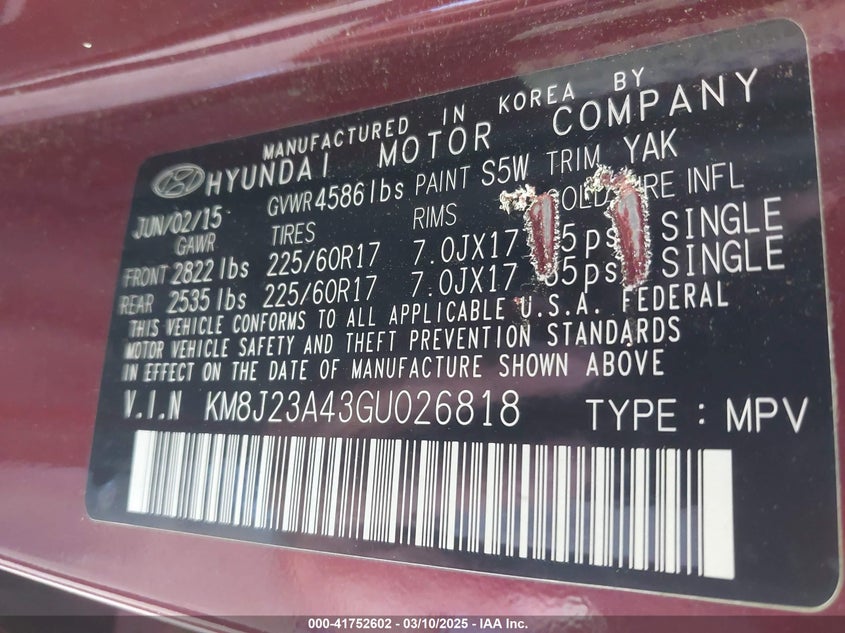 MANUFACTURED IN KOREA BY
HYUNDAI MOTOR COMPANY
JUN/02/15 GVWR 4586 lbs PAINT S5W TRIM YAK
GAWR TIRES RIMS INFL
FRONT 2822 lbs 225/60R17 7.0JX17 SINGLE
REAR 2535 lbs 225/60R17 7.0JX17 SINGLE
THIS VEHICLE CONFORMS TO ALL APPLICABLE U.S.A. FEDERAL
MOTOR VEHICLE SAFETY AND THEFT PREVENTION STANDARDS
IN EFFECT ON THE DATE OF MANUFACTURE SHOWN ABOVE
V.I.N KM8J23A43GU026818 TYPE : MPV
000-41752602 - 03/10/2025 - IAA Inc.